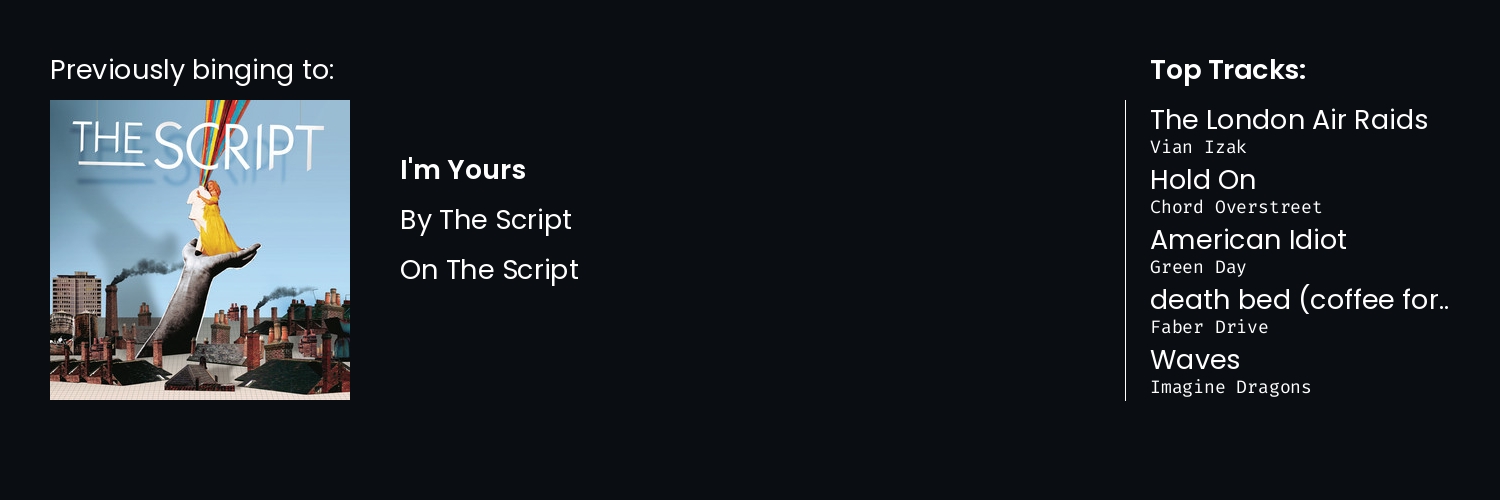 Previously binging to:
THE SCRIPT
I'm Yours
By The Script
On The Script
Top Tracks:
The London Air Raids
Vian Izak
Hold On
Chord Overstreet
American Idiot
Green Day
death bed (coffee for..
Faber Drive
Waves
Imagine Dragons